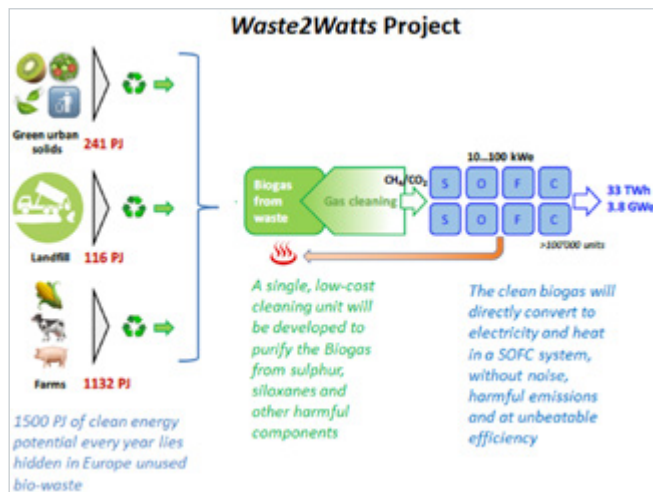 Waste2Watts Project
Green urban
solids
241 PJ
Landfill
116 PJ
Farms
1132 PJ
1500 PJ of clean energy
potential every year lies
hidden in Europe unused
bio-waste
Biogas
from
waste
Gas cleaning
CH4/CO2
10...100 kWe
S O F C
S O F C
>100'000 units
33 TWh
3.8 GWe
A single, low-cost
cleaning unit will
be developed to
purify the Biogas
from sulphur,
siloxanes and
other harmful
components
The clean biogas will
directly convert to
electricity and heat
in a SOFC system,
without noise,
harmful emissions
and at unbeatable
efficiency